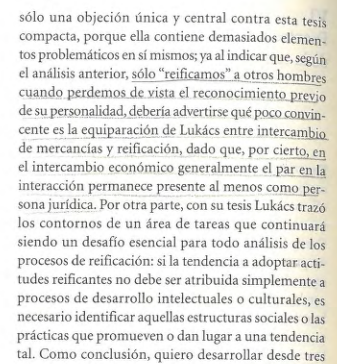 sólo una objeción única y central contra esta tesis
compacta, porque ella contiene demasiados elemen-
tos problemáticos en sí mismos; ya al indicar que, según
el análisis anterior, sólo "reificamos" a otros hombres
cuando perdemos de vista el reconocimiento previo
de su personalidad, debería advertirse qué poco convin-
cente es la equiparación de Lukács entre intercambio
de mercancías y reificación, dado que, por cierto, en
el intercambio económico generalmente el par en la
interacción permanece presente al menos como per-
sona jurídica. Por otra parte, con su tesis Lukács trazó
los contornos de un área de tareas que continuará
siendo un desafío esencial para todo análisis de los
procesos de reificación: si la tendencia a adoptar acti-
tudes reificantes no debe ser atribuida simplemente a
procesos de desarrollo intelectuales o culturales, es
necesario identificar aquellas estructuras sociales o las
prácticas que promueven o dan lugar a una tendencia
tal. Como conclusión, quiero desarrollar desde tres